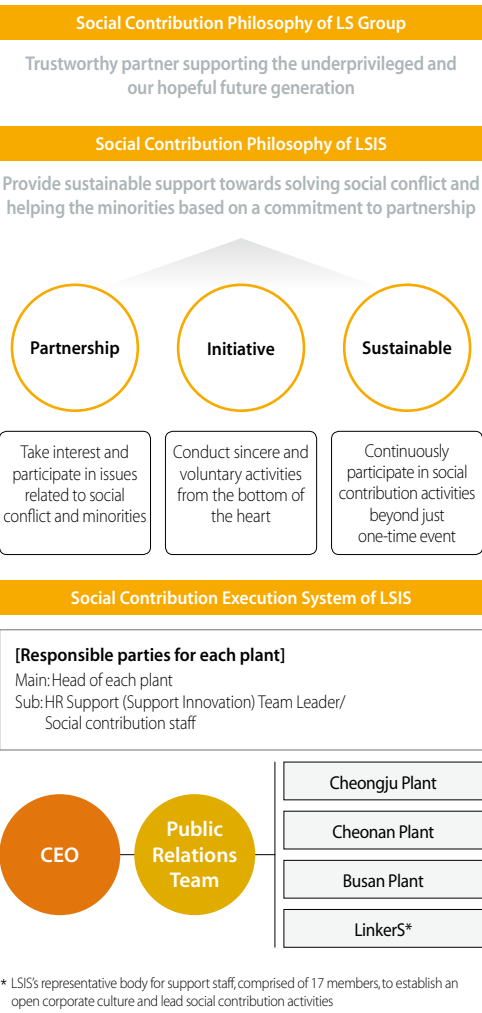 Social Contribution Philosophy of LS Group
Trustworthy partner supporting the underprivileged and
our hopeful future generation
Social Contribution Philosophy of LSIS
Provide sustainable support towards solving social conflict and
helping the minorities based on a commitment to partnership
Partnership
Initiative
Sustainable
Take interest and
participate in issues
related to social
conflict and minorities
Conduct sincere and
voluntary activities
from the bottom of
the heart
Continuously
participate in social
contribution activities
beyond just
one-time event
Social Contribution Execution System of LSIS
[Responsible parties for each plant]
Main: Head of each plant
Sub: HR Support (Support Innovation) Team Leader/
Social contribution staff
CEO
Public
Relations
Team
Cheongju Plant
Cheonan Plant
Busan Plant
LinkerS*
* LSIS's representative body for support staff, comprised of 17 members, to establish an
open corporate culture and lead social contribution activities